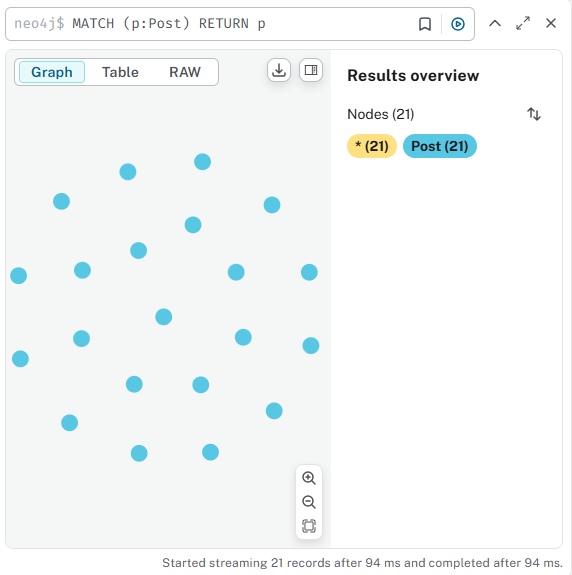 neo4j$ MATCH (p:Post) RETURN p
Graph Table RAW
Results overview
Nodes (21)
* (21) Post (21)
Started streaming 21 records after 94 ms and completed after 94 ms.